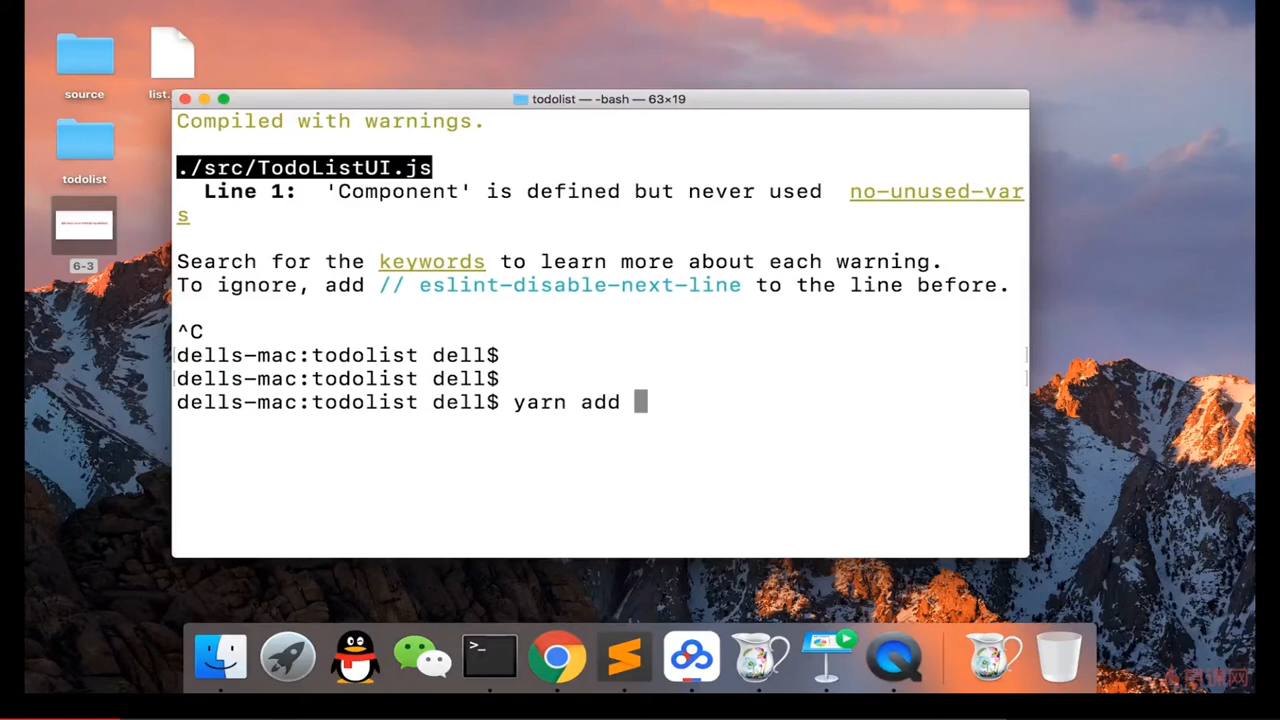 source
list.
todolist
6-3
todolist — -bash — 63×19
Compiled with warnings.
./src/TodoListUI.js
Line 1: 'Component' is defined but never used no-unused-var
s
Search for the keywords to learn more about each warning.
To ignore, add // eslint-disable-next-line to the line before.
^C
dells-mac:todolist dell$
dells-mac:todolist dell$
dells-mac:todolist dell$ yarn add